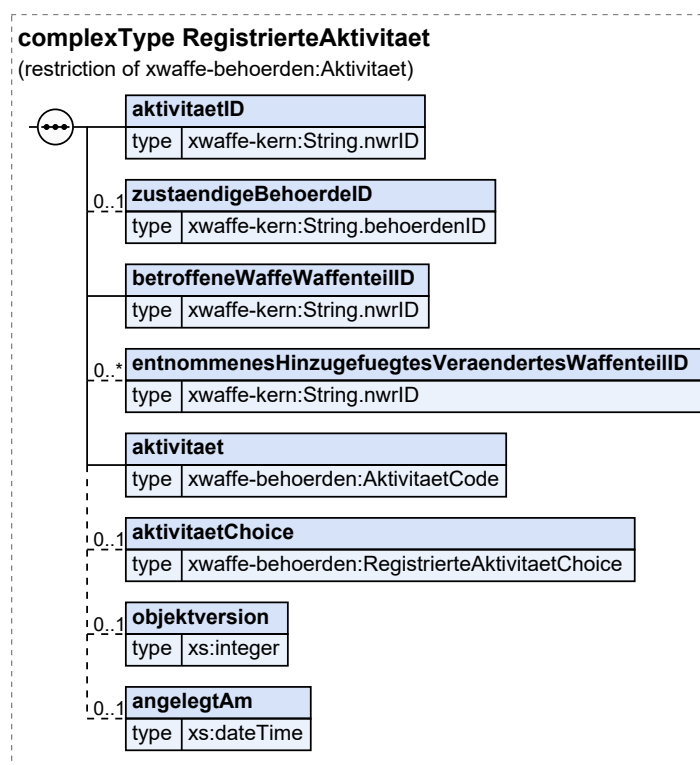 complexType RegistrierteAktivitaet
(restriction of xwaffe-behoerden:Aktivitaet)
aktivitaetID
type xwaffe-kern:String.nwrID
0..1 zustaendigeBehoerdeID
type xwaffe-kern:String.behoerdenID
betroffeneWaffeWaffenteilID
type xwaffe-kern:String.nwrID
0..* entnommenesHinzugefuegtesVeraendertesWaffenteilID
type xwaffe-kern:String.nwrID
aktivitaet
type xwaffe-behoerden:AktivitaetCode
0..1 aktivitaetChoice
type xwaffe-behoerden:RegistrierteAktivitaetChoice
0..1 objektversion
type xs:integer
0..1 angelegtAm
type xs:dateTime